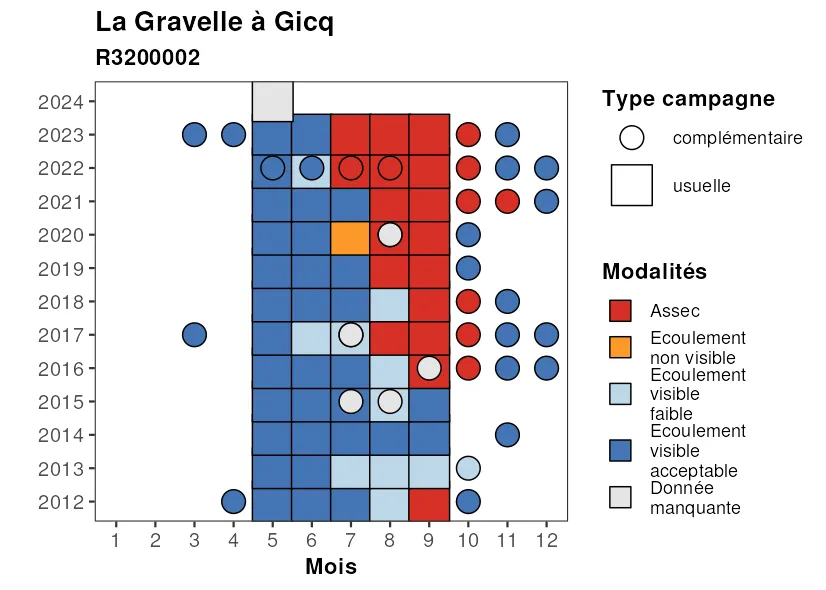 La Gravelle à Gicq
R3200002
2024
2023
2022
2021
2020
2019
2018
2017
2016
2015
2014
2013
2012
1 2 3 4 5 6 7 8 9 10 11 12
Mois
Type campagne
complémentaire
usuelle
Modalités
Assec
Ecoulement
non visible
Ecoulement
visible
faible
Ecoulement
visible
acceptable
Donnée
manquante